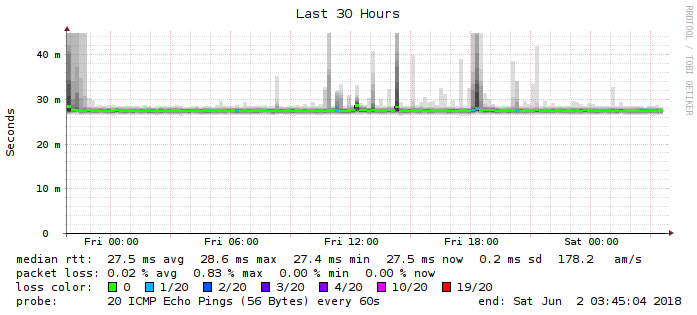 Last 30 Hours
RRDTOOL / TOBI OETIKER
Seconds
40 m
30 m
20 m
10 m
0
Fri 00:00 Fri 06:00 Fri 12:00 Fri 18:00 Sat 00:00
median rtt: 27.5 ms avg 28.6 ms max 27.4 ms min 27.5 ms now 0.2 ms sd 178.2 am/s
packet loss: 0.02 % avg 0.83 % max 0.00 % min 0.00 % now
loss color: 0 1/20 2/20 3/20 4/20 10/20 19/20
probe: 20 ICMP Echo Pings (56 Bytes) every 60s end: Sat Jun 2 03:45:04 2018